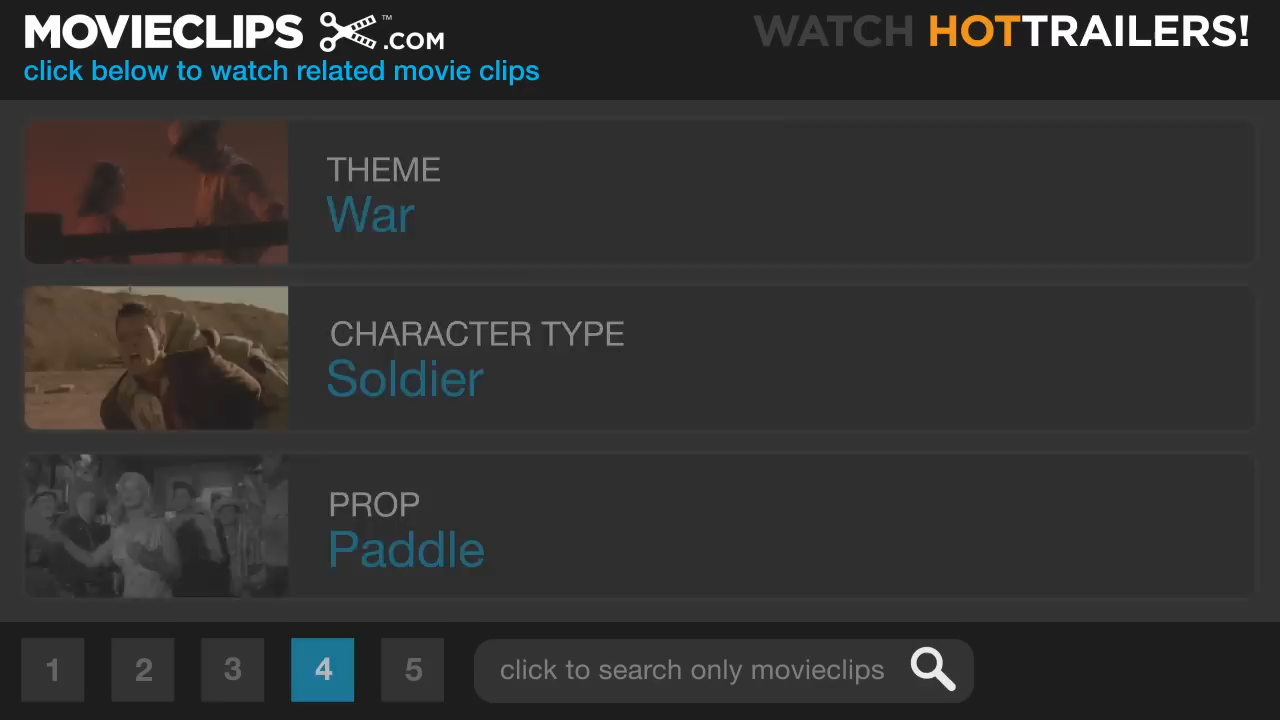 MOVIECLIPS ™ .COM
WATCH HOTTRAILERS!
click below to watch related movie clips
THEME
War
CHARACTER TYPE
Soldier
PROP
Paddle
1 2 3 4 5
click to search only movieclips